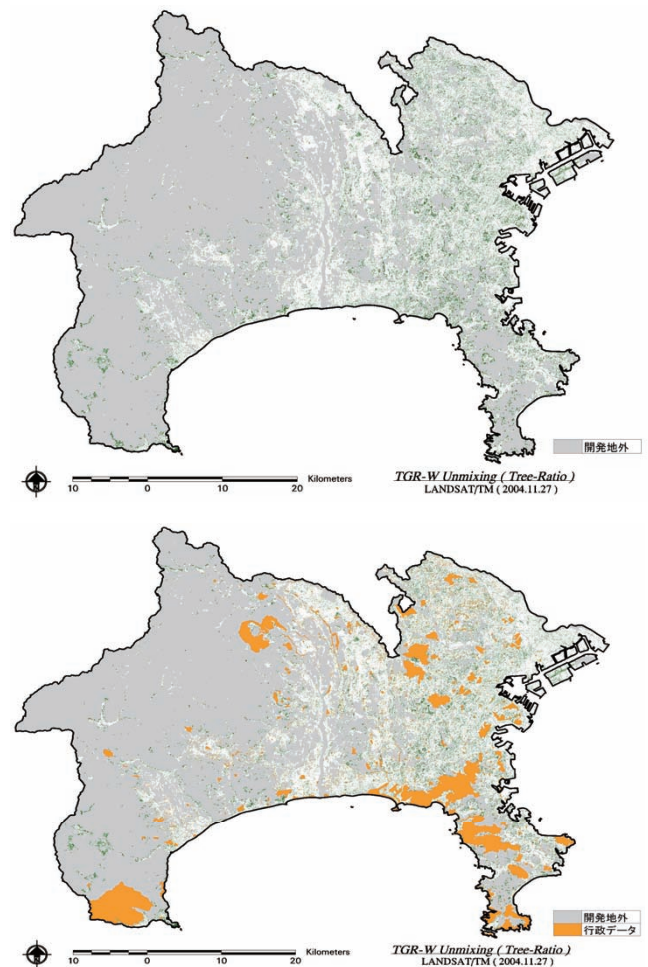 開発地外
Kilometers
10 0 10 20
TGR-W Unmixing ( Tree-Ratio )
LANDSAT/TM ( 2004.11.27 )
開発地外
行政データ
Kilometers
10 0 10 20
TGR-W Unmixing ( Tree-Ratio )
LANDSAT/TM ( 2004.11.27 )